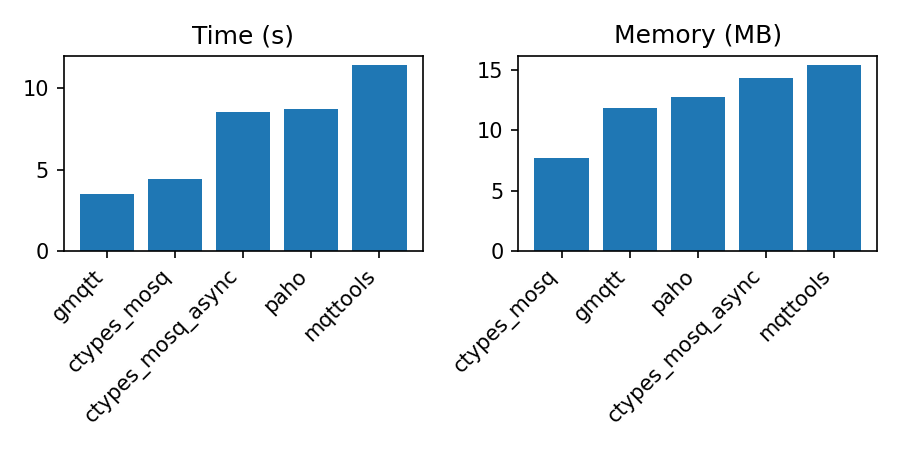 Time (s)
10
5
0
gmqtt
ctypes_mosq
ctypes_mosq_async
paho
mqttools
Memory (MB)
15
10
5
0
ctypes_mosq
gmqtt
paho
ctypes_mosq_async
mqttools